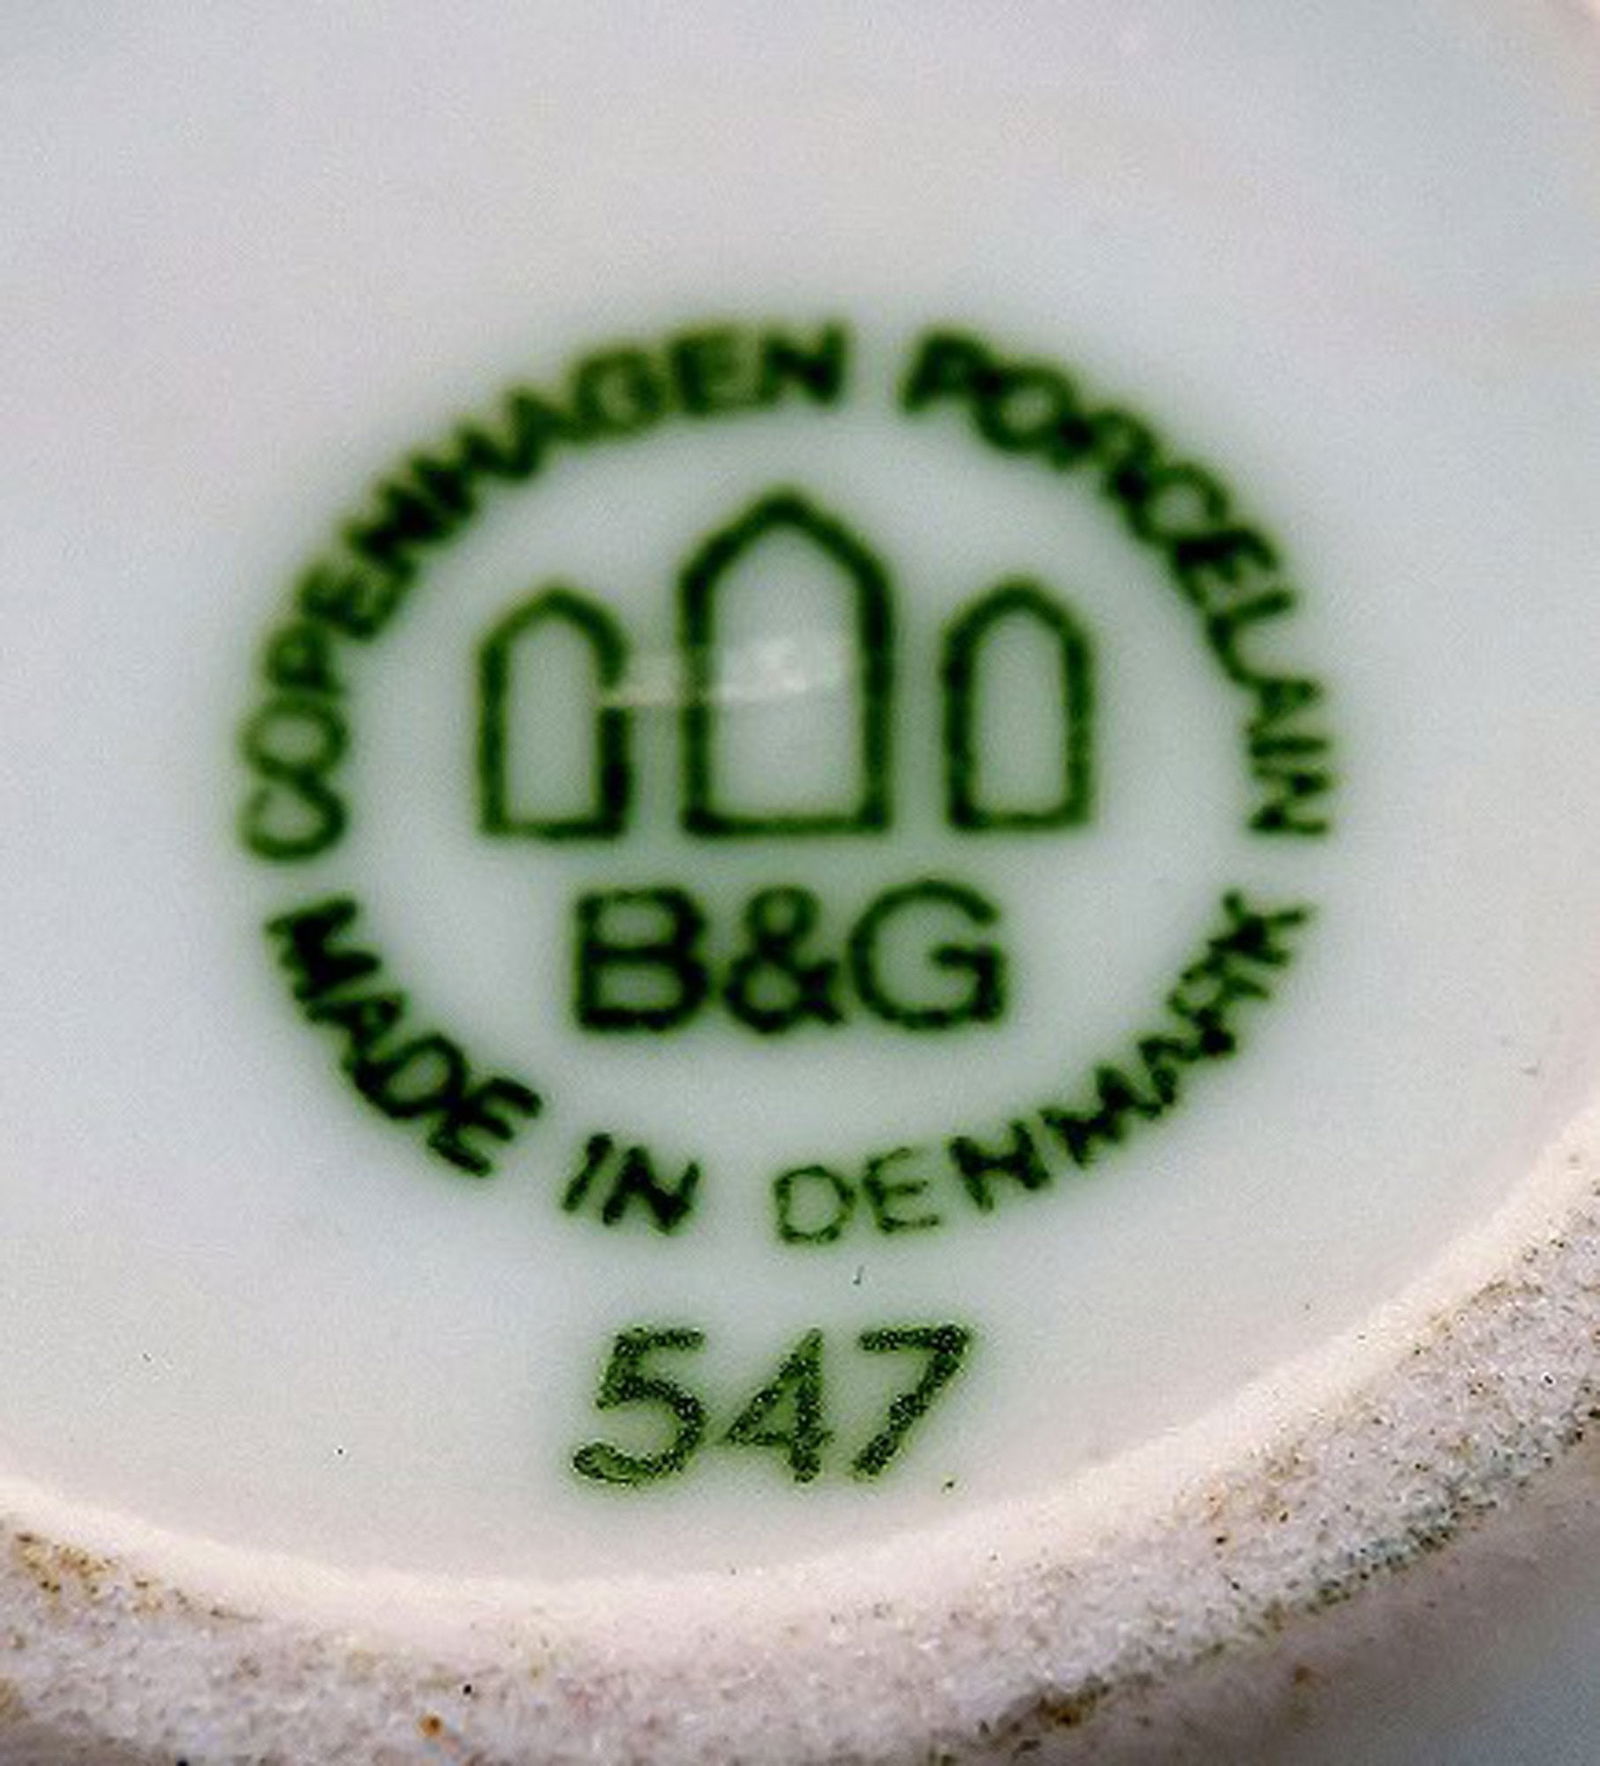 COPENHAGEN PORCELAIN
B&G
MADE IN DENMARK
547